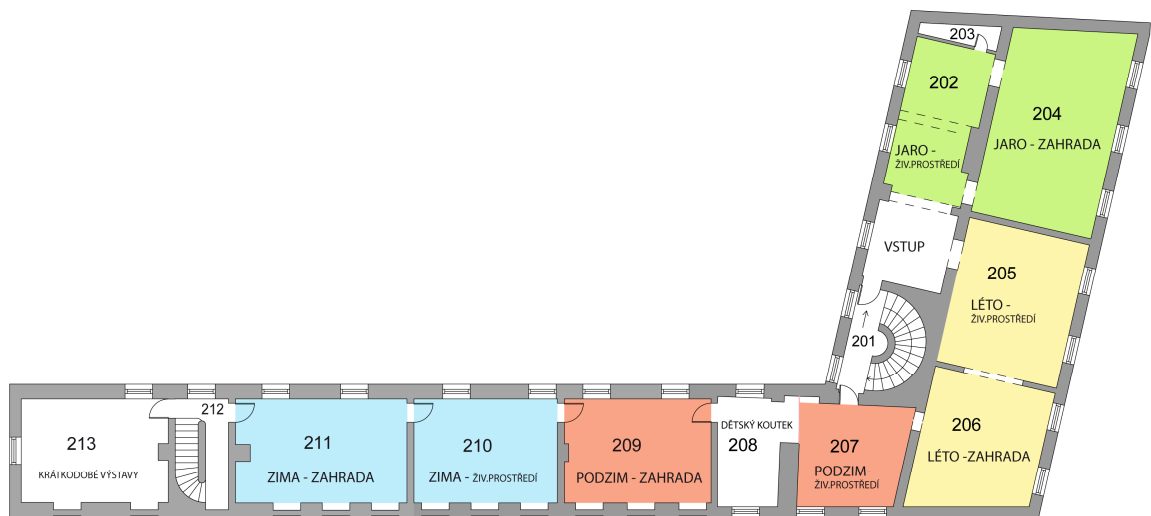 203
202
JARO -
ŽIV.PROSTŘEDÍ
204
JARO - ZAHRADA
VSTUP
205
LÉTO -
ŽIV.PROSTŘEDÍ
201
206
LÉTO -ZAHRADA
207
PODZIM
ŽIV.PROSTŘEDÍ
DĚTSKÝ KOUTEK
208
209
PODZIM - ZAHRADA
210
ZIMA - ŽIV.PROSTŘEDÍ
211
ZIMA - ZAHRADA
212
213
KRÁTKODOBÉ VÝSTAVY